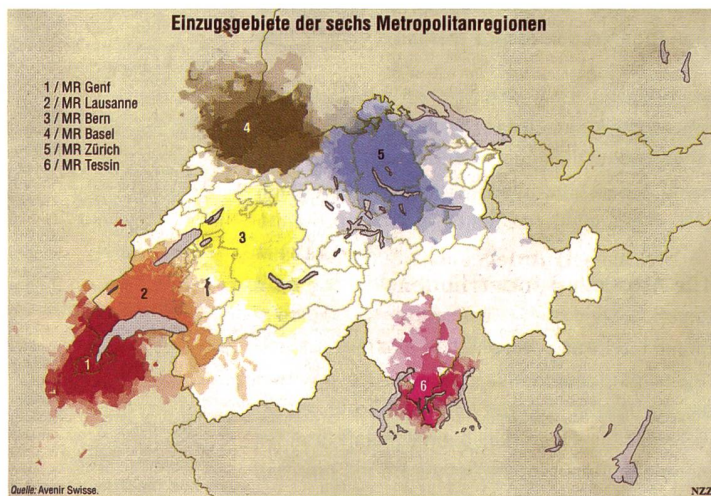 Einzugsgebiete der sechs Metropolitanregionen
1 / MR Genf
2 / MR Lausanne
3 / MR Bern
4 / MR Basel
5 / MR Zürich
6 / MR Tessin
4
5
3
2
1
6
Quelle: Avenir Swisse.
NZZ